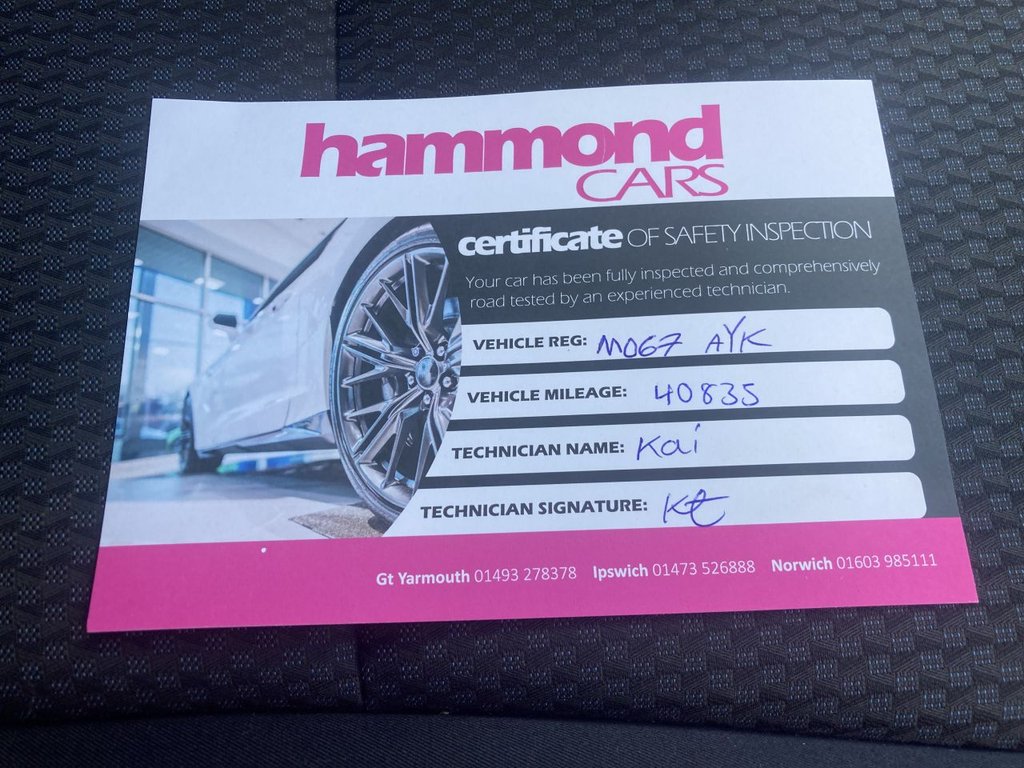 hammond
CARS
certificate OF SAFETY INSPECTION
Your car has been fully inspected and comprehensively
road tested by an experienced technician.
VEHICLE REG: MO67 AYK
VEHICLE MILEAGE: 40835
TECHNICIAN NAME: Kai
TECHNICIAN SIGNATURE:
Gt Yarmouth 01493 278378 Ipswich 01473 526888 Norwich 01603 985111